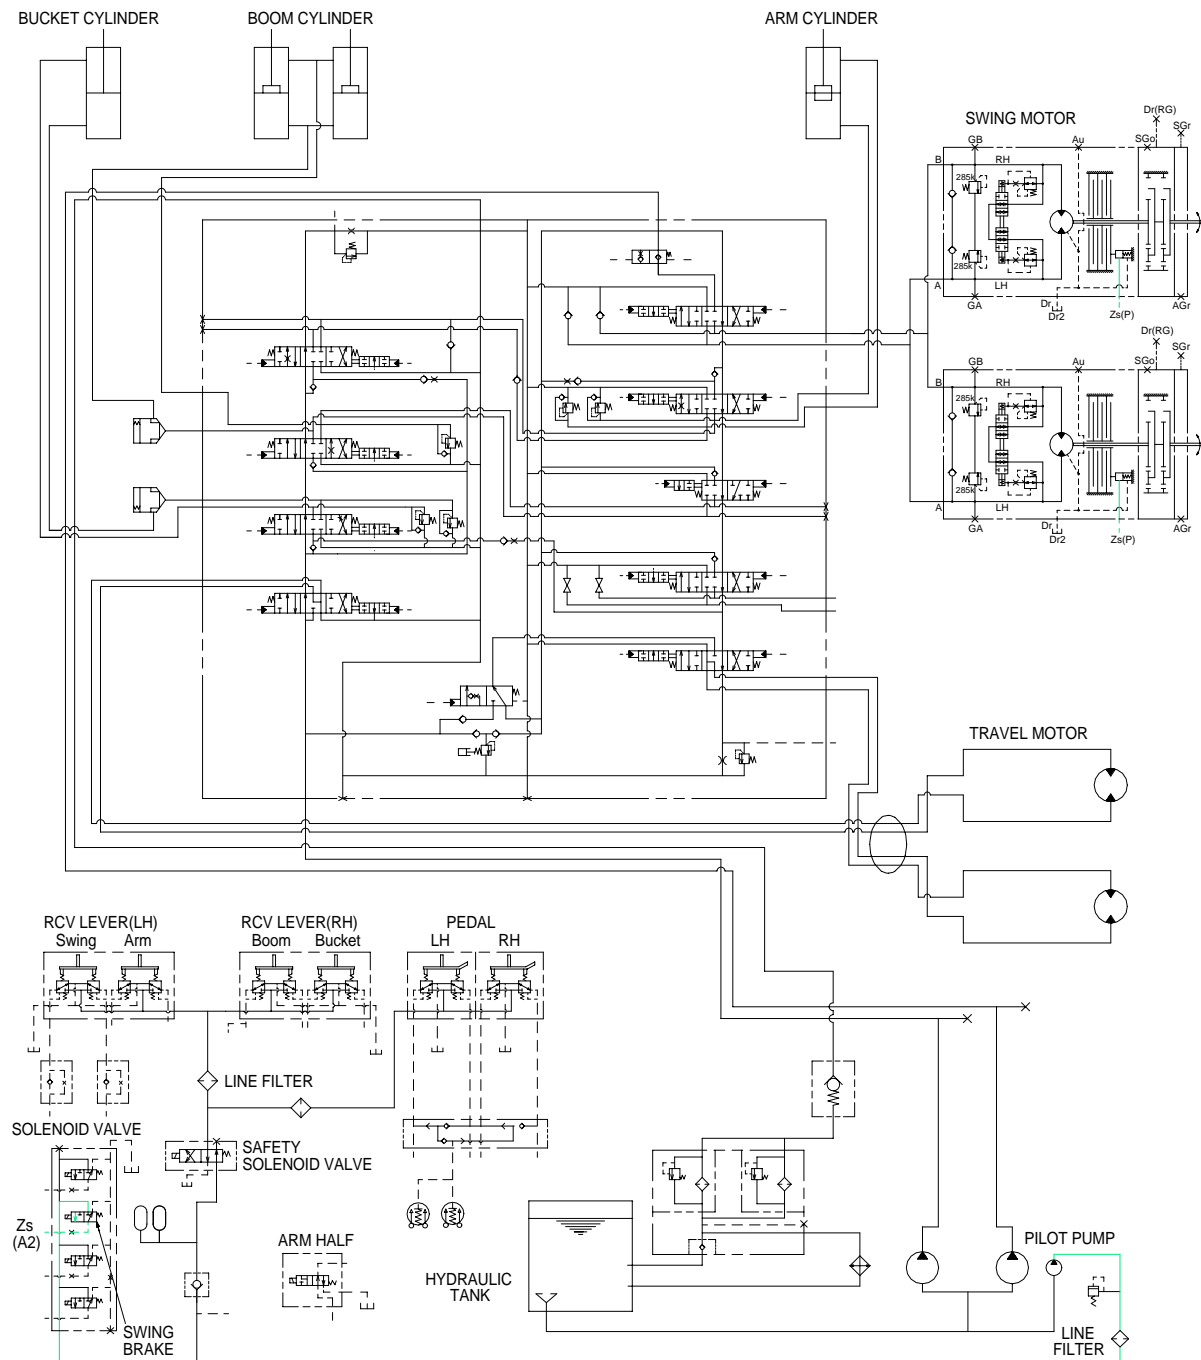 BUCKET CYLINDER
BOOM CYLINDER
ARM CYLINDER
SWING MOTOR
Dr(RG)
SGr
GB
Au
SGo
B
RH
285k
285k
A
LH
GA
Dr
Dr2
Zs(P)
AGr
Dr(RG)
SGr
GB
Au
SGo
B
RH
285k
285k
A
LH
GA
Dr
Dr2
Zs(P)
AGr
TRAVEL MOTOR
RCV LEVER(LH)
Swing Arm
RCV LEVER(RH)
Boom Bucket
PEDAL
LH RH
LINE FILTER
SOLENOID VALVE
SAFETY
SOLENOID VALVE
Zs
(A2)
ARM HALF
HYDRAULIC
TANK
PILOT PUMP
SWING
BRAKE
LINE
FILTER